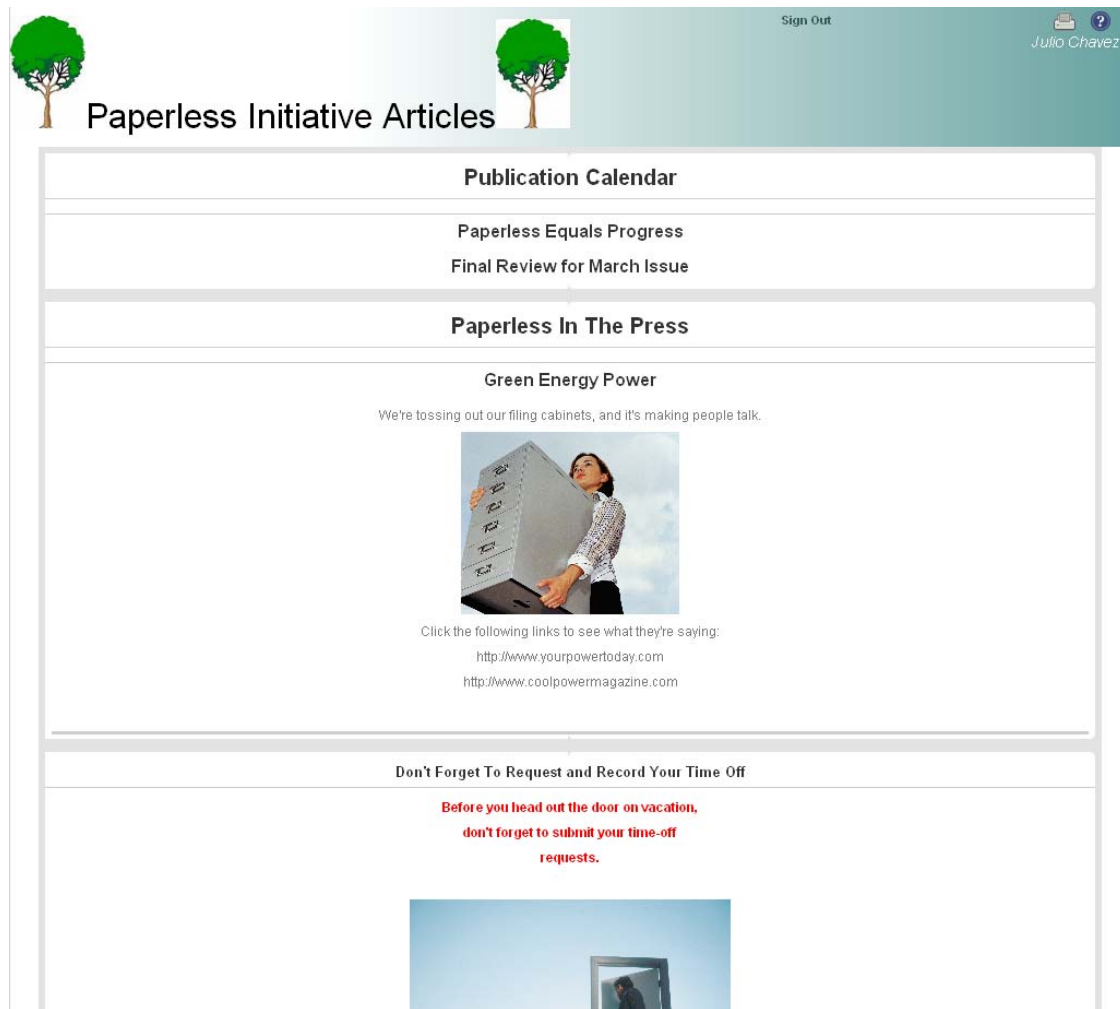 Sign Out
?
Julio Chavez
Paperless Initiative Articles
Publication Calendar
Paperless Equals Progress
Final Review for March Issue
Paperless In The Press
Green Energy Power
We're tossing out our filing cabinets, and it's making people talk.
Click the following links to see what they're saying:
http://www.yourpowertoday.com
http://www.coolpowermagazine.com
Don't Forget To Request and Record Your Time Off
Before you head out the door on vacation,
don't forget to submit your time-off
requests.